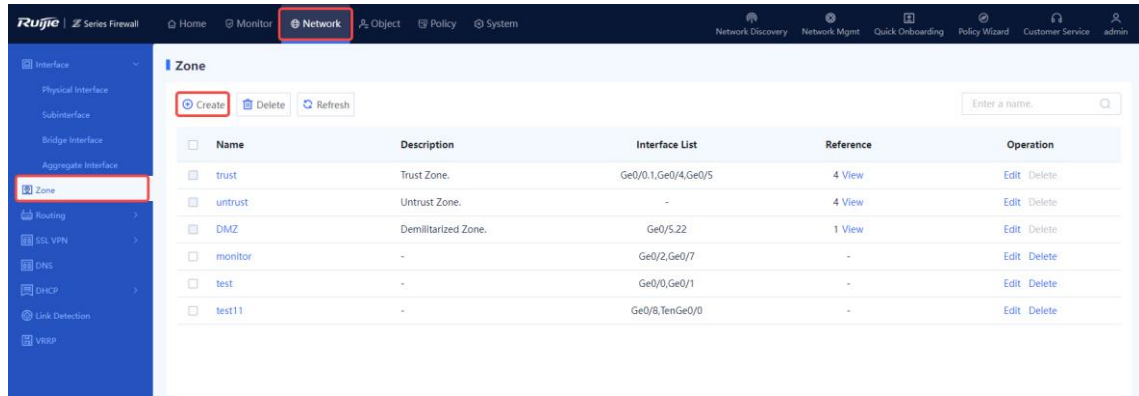 Ruijie | Z Series Firewall Home Monitor Network Object Policy System Network Discovery Network Mgmt Quick Onboarding Policy Wizard Customer Service admin
Interface
Physical Interface
Subinterface
Bridge Interface
Aggregate Interface
Zone
Routing
SSL VPN
DNS
DHCP
Link Detection
VRRP
Zone
Create Delete Refresh Enter a name.
Name Description Interface List Reference Operation
trust Trust Zone. Ge0/0.1,Ge0/4,Ge0/5 4 View Edit Delete
untrust Untrust Zone. - 4 View Edit Delete
DMZ Demilitarized Zone. Ge0/5.22 1 View Edit Delete
monitor - Ge0/2,Ge0/7 - Edit Delete
test - Ge0/0,Ge0/1 - Edit Delete
test11 - Ge0/8,TenGe0/0 - Edit Delete